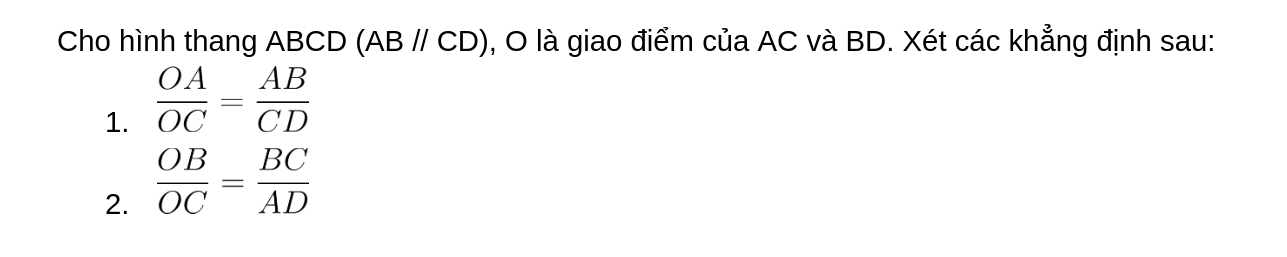 Cho hình thang ABCD (AB // CD), O là giao điểm của AC và BD. Xét các khẳng định sau:
1. \frac{OA}{OC} = \frac{AB}{CD}
2. \frac{OB}{OC} = \frac{BC}{AD}